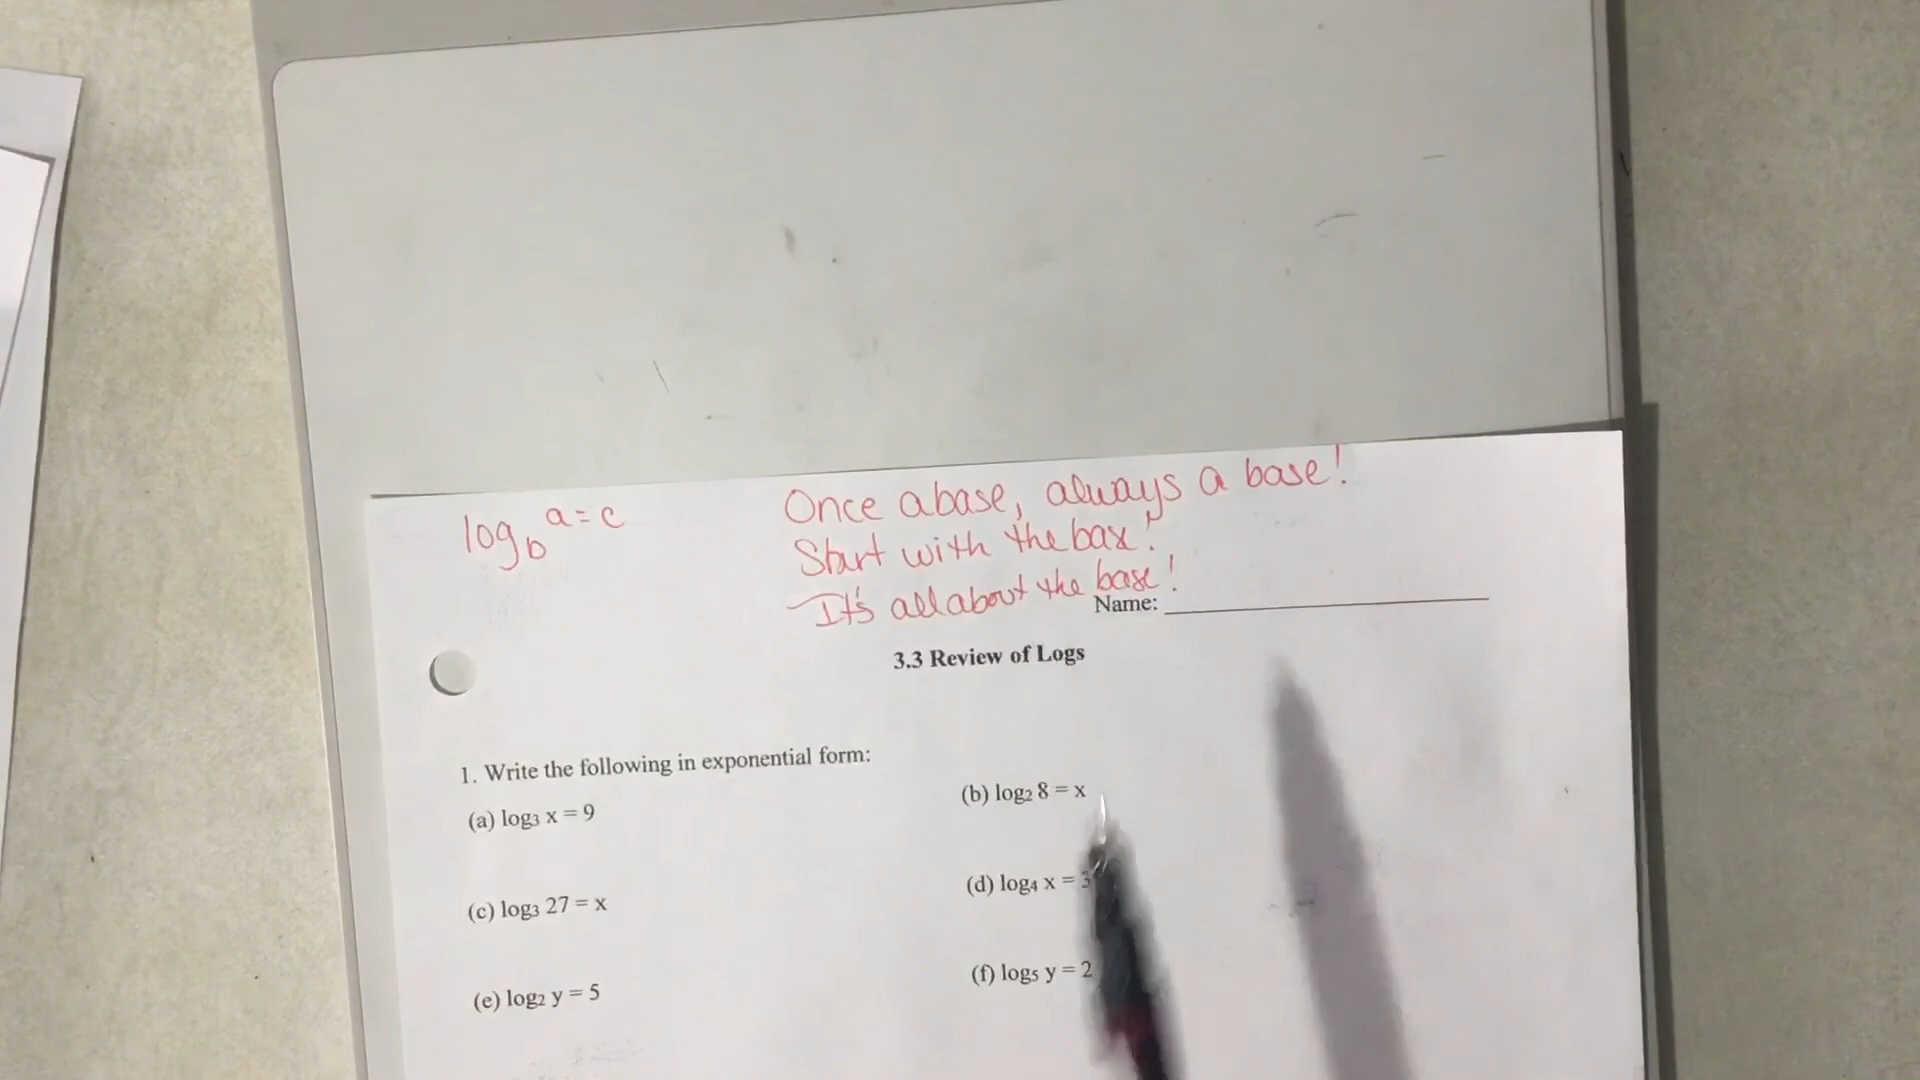 log_b a = c
Once a base, always a base!
Start with the base!
It's all about the base!
Name:
3.3 Review of Logs
1. Write the following in exponential form:
(a) log₃ x = 9
(b) log₂ 8 = x
(c) log₃ 27 = x
(d) log₄ x = 3
(e) log₂ y = 5
(f) log₅ y = 2